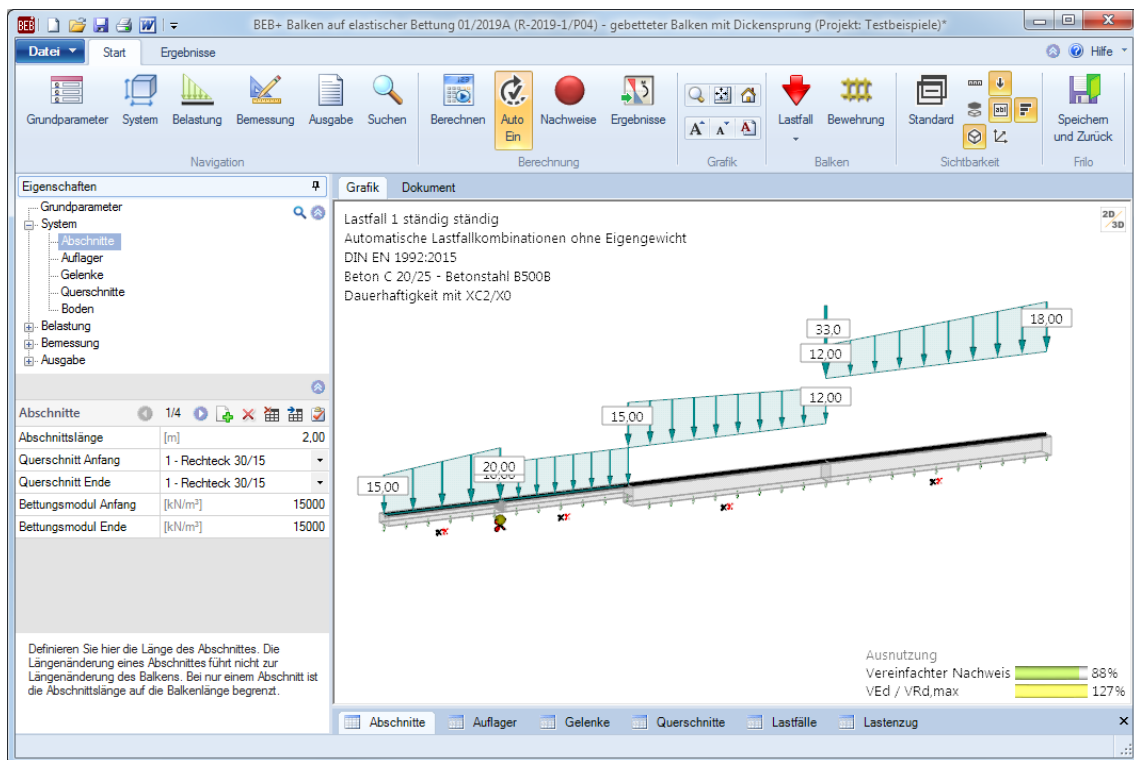 BEB+ Balken auf elastischer Bettung 01/2019A (R-2019-1/P04) - gebetteter Balken mit Dickensprung (Projekt: Testbeispiele)*
Datei Start Ergebnisse Hilfe
Grundparameter System Belastung Bemessung Ausgabe Suchen
Navigation
Berechnen Auto Ein Nachweise Ergebnisse
Berechnung
Grafik
Lastfall Bewehrung
Balken
Standard
Sichtbarkeit
Speichern und Zurück
Frilo
Eigenschaften
Grundparameter
System
Abschnitte
Auflager
Gelenke
Querschnitte
Boden
Belastung
Bemessung
Ausgabe
Abschnitte 1/4
Abschnittslänge [m] 2,00
Querschnitt Anfang 1 - Rechteck 30/15
Querschnitt Ende 1 - Rechteck 30/15
Bettungsmodul Anfang [kN/m³] 15000
Bettungsmodul Ende [kN/m³] 15000
Definieren Sie hier die Länge des Abschnittes. Die
Längenänderung eines Abschnittes führt nicht zur
Längenänderung des Balkens. Bei nur einem Abschnitt ist
die Abschnittslänge auf die Balkenlänge begrenzt.
Grafik Dokument
Lastfall 1 ständig ständig
Automatische Lastfallkombinationen ohne Eigengewicht
DIN EN 1992:2015
Beton C 20/25 - Betonstahl B500B
Dauerhaftigkeit mit XC2/X0
2D/3D
18,00
33,0
12,00
12,00
15,00
20,00
15,00
Ausnutzung
Vereinfachter Nachweis 88%
VEd / VRd,max 127%
Abschnitte Auflager Gelenke Querschnitte Lastfälle Lastenzug